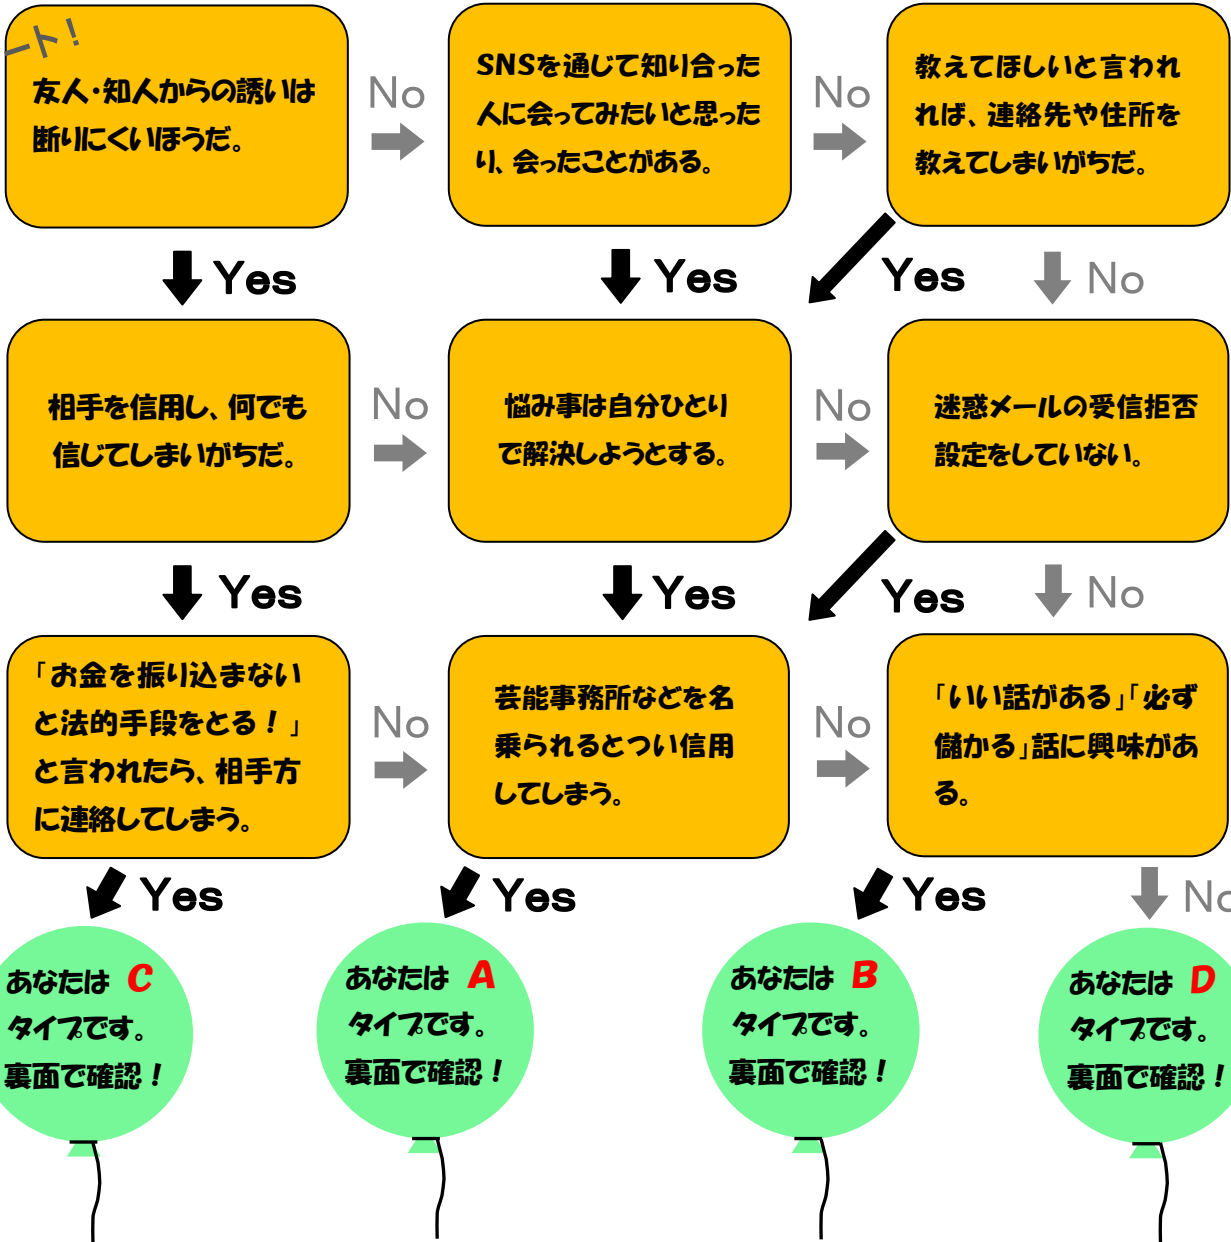 ート！
友人・知人からの誘いは
断りにくいほうだ。
No
SNSを通じて知り合った
人に会ってみたいと思った
り、会ったことがある。
No
教えてほしいと言われ
れば、連絡先や住所を
教えてしまいがちだ。
Yes
Yes
Yes
No
相手を信用し、何でも
信じてしまいがちだ。
No
悩み事は自分ひとり
で解決しようとする。
No
迷惑メールの受信拒否
設定をしていない。
Yes
Yes
Yes
No
「お金を振り込まない
と法的手段をとる！」
と言われたら、相手方
に連絡してしまう。
No
芸能事務所などを名
乗られるとつい信用
してしまう。
No
「いい話がある」「必ず
儲かる」話に興味があ
る。
Yes
Yes
Yes
No
あなたは C
タイプです。
裏面で確認！
あなたは A
タイプです。
裏面で確認！
あなたは B
タイプです。
裏面で確認！
あなたは D
タイプです。
裏面で確認！